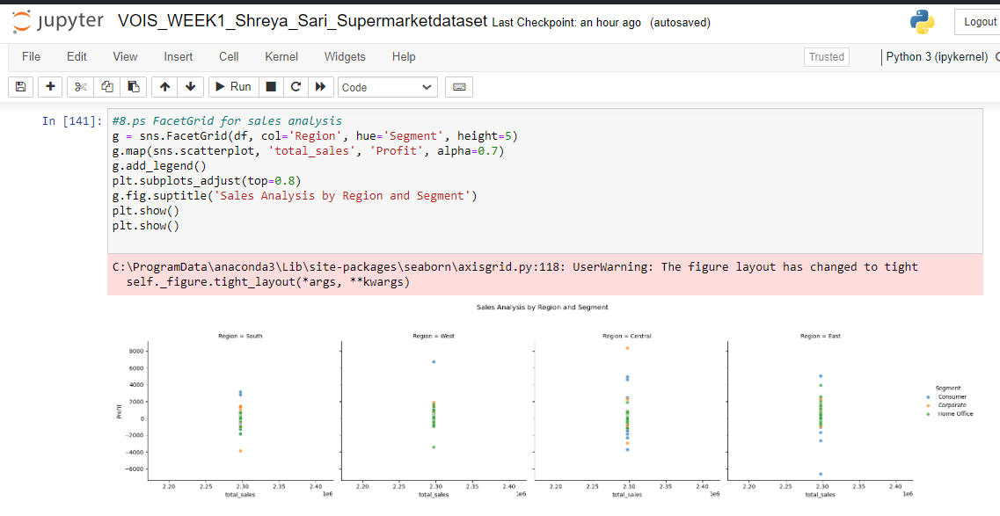 jupyter VOIS_WEEK1_Shreya_Sari_Supermarketdataset Last Checkpoint: an hour ago (autosaved)
Logout
File Edit View Insert Cell Kernel Widgets Help
Trusted
Python 3 (ipykernel)
Run
Code
In [141]: #8.ps FacetGrid for sales analysis
g = sns.FacetGrid(df, col='Region', hue='Segment', height=5)
g.map(sns.scatterplot, 'total_sales', 'Profit', alpha=0.7)
g.add_legend()
plt.subplots_adjust(top=0.8)
g.fig.suptitle('Sales Analysis by Region and Segment')
plt.show()
plt.show()
C:\ProgramData\anaconda3\Lib\site-packages\seaborn\axisgrid.py:118: UserWarning: The figure layout has changed to tight
self._figure.tight_layout(*args, **kwargs)
Sales Analysis by Region and Segment
Region = South Region = West Region = Central Region = East
8000
6000
4000
2000
0
−2000
−4000
−6000
Profit
Segment
Consumer
Corporate
Home Office
2.20 2.25 2.30 2.35 2.40 2.20 2.25 2.30 2.35 2.40 2.20 2.25 2.30 2.35 2.40 2.20 2.25 2.30 2.35 2.40
total_sales 1e6 total_sales 1e6 total_sales 1e6 total_sales 1e6